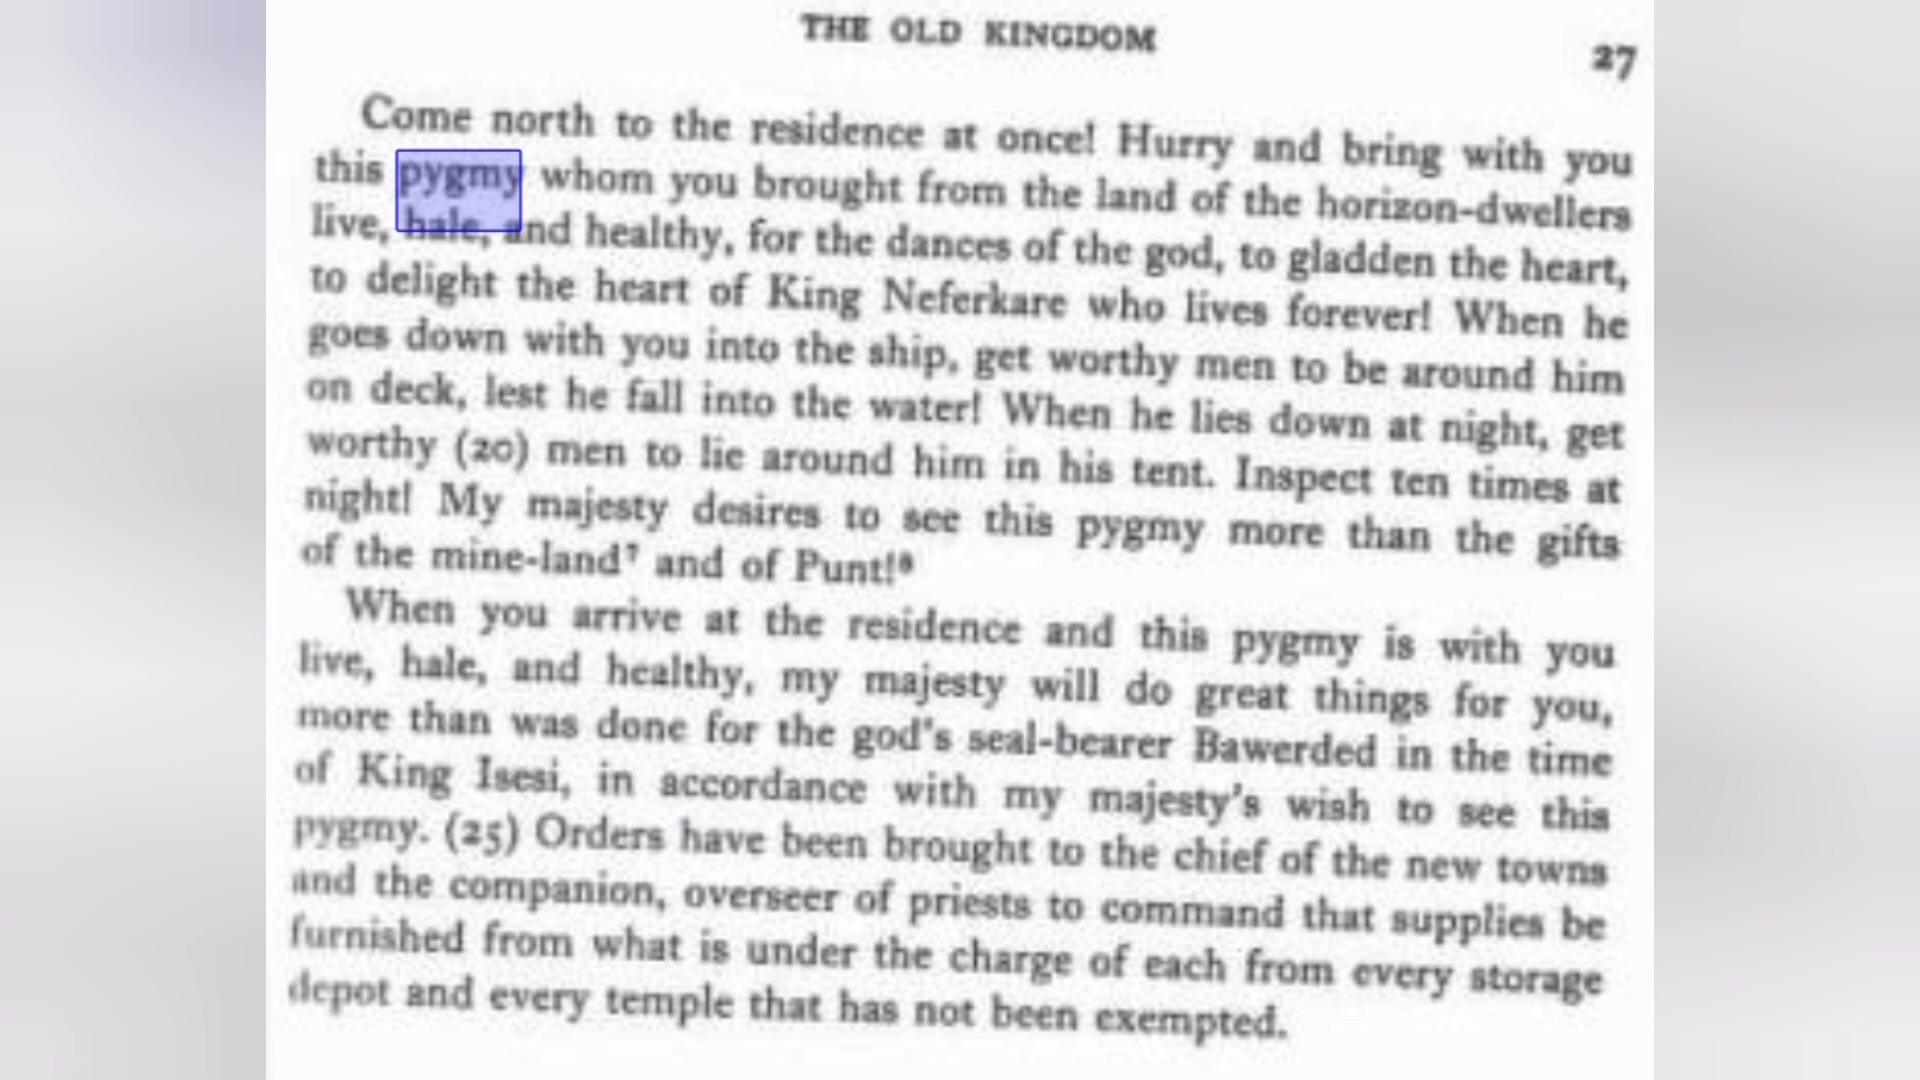 THE OLD KINGDOM
27
Come north to the residence at once! Hurry and bring with you
this pygmy whom you brought from the land of the horizon-dwellers
live, hale, and healthy, for the dances of the god, to gladden the heart,
to delight the heart of King Neferkare who lives forever! When he
goes down with you into the ship, get worthy men to be around him
on deck, lest he fall into the water! When he lies down at night, get
worthy (20) men to lie around him in his tent. Inspect ten times at
night! My majesty desires to see this pygmy more than the gifts
of the mine-land⁷ and of Punt!⁸
When you arrive at the residence and this pygmy is with you
live, hale, and healthy, my majesty will do great things for you,
more than was done for the god's seal-bearer Bawerded in the time
of King Isesi, in accordance with my majesty's wish to see this
pygmy. (25) Orders have been brought to the chief of the new towns
and the companion, overseer of priests to command that supplies be
furnished from what is under the charge of each from every storage
depot and every temple that has not been exempted.